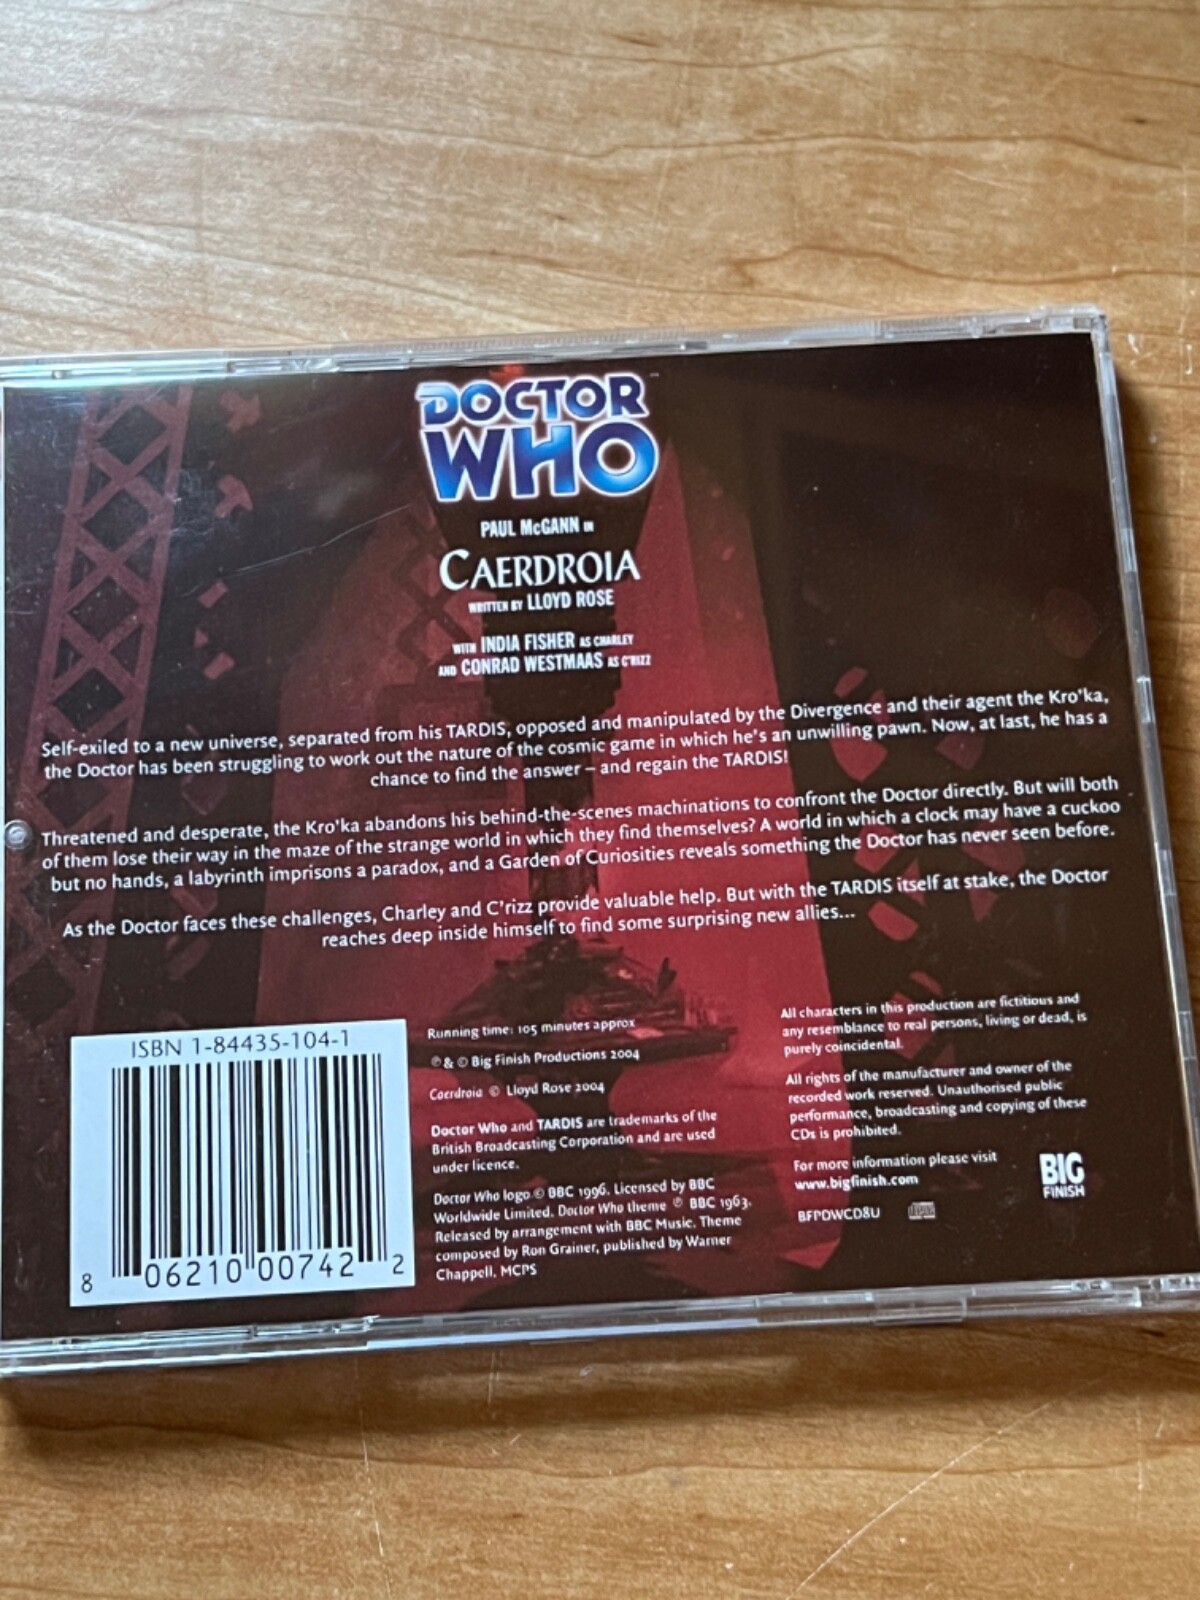 DOCTOR
WHO
PAUL McGANN IN
CAERDROIA
WRITTEN BY LLOYD ROSE
WITH INDIA FISHER AS CHARLEY
AND CONRAD WESTMAAS AS C'RIZZ
Self-exiled to a new universe, separated from his TARDIS, opposed and manipulated by the Divergence and their agent the Kro'ka,
the Doctor has been struggling to work out the nature of the cosmic game in which he's an unwilling pawn. Now, at last, he has a
chance to find the answer – and regain the TARDIS!
Threatened and desperate, the Kro'ka abandons his behind-the-scenes machinations to confront the Doctor directly. But will both
of them lose their way in the maze of the strange world in which they find themselves? A world in which a clock may have a cuckoo
but no hands, a labyrinth imprisons a paradox, and a Garden of Curiosities reveals something the Doctor has never seen before.
As the Doctor faces these challenges, Charley and C'rizz provide valuable help. But with the TARDIS itself at stake, the Doctor
reaches deep inside himself to find some surprising new allies...
ISBN 1-84435-104-1
8 06210 00742 2
Running time: 105 minutes approx
℗ & © Big Finish Productions 2004
Caerdroia © Lloyd Rose 2004
Doctor Who and TARDIS are trademarks of the
British Broadcasting Corporation and are used
under licence.
Doctor Who logo © BBC 1996. Licensed by BBC
Worldwide Limited. Doctor Who theme ℗ BBC 1963.
Released by arrangement with BBC Music. Theme
composed by Ron Grainer, published by Warner
Chappell, MCPS
All characters in this production are fictitious and
any resemblance to real persons, living or dead, is
purely coincidental.
All rights of the manufacturer and owner of the
recorded work reserved. Unauthorised public
performance, broadcasting and copying of these
CDs is prohibited.
For more information please visit
www.bigfinish.com
BFPDWCD8U
BIG
FINISH